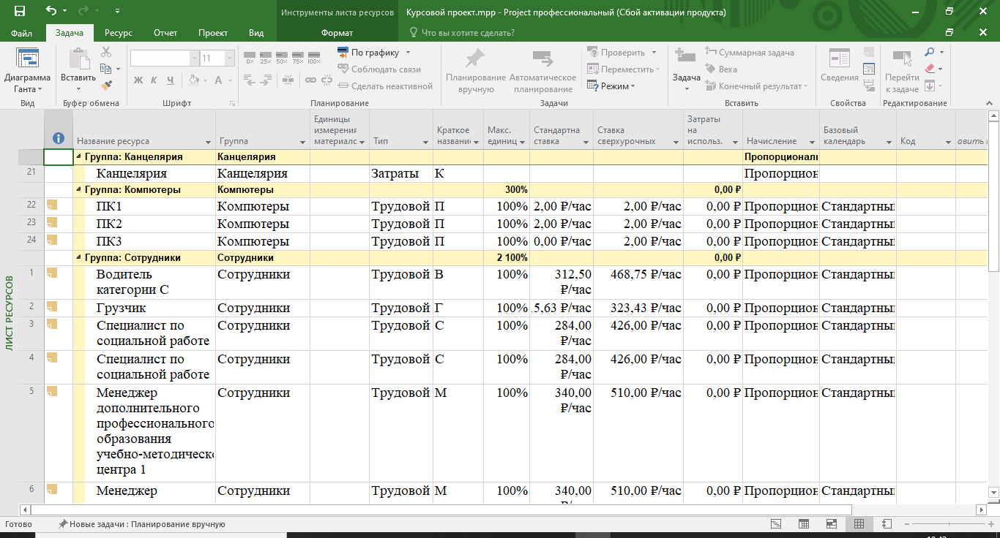 Инструменты листа ресурсов
Курсовой проект.mpp - Project профессиональный (Сбой активации продукта)
Файл Задача Ресурс Отчет Проект Вид Формат Что вы хотите сделать?
Диаграмма Ганта
Вид
Вставить
Буфер обмена
11
Ж К Ч А
Шрифт
0% 25% 50% 75% 100%
По графику
Соблюдать связи
Сделать неактивной
Планирование
Планирование вручную
Автоматическое планирование
Проверить
Переместить
Режим
Задачи
Задача
Суммарная задача
Веха
Конечный результат
Вставить
Сведения
Свойства
Перейти к задаче
Редактирование
ЛИСТ РЕСУРСОВ
Название ресурса Группа Единицы измерения материалс Тип Краткое названи Макс. единиц Стандартна ставка Ставка сверхурочных Затраты на использ. Начисление Базовый календарь Код
Группа: Канцелярия Канцелярия Пропорциональ
21 Канцелярия Канцелярия Затраты К Пропорцион
Группа: Компютеры Компютеры 300% 0,00 ₽
22 ПК1 Компютеры Трудовой П 100% 2,00 ₽/час 2,00 ₽/час 0,00 ₽ Пропорцион Стандартны
23 ПК2 Компютеры Трудовой П 100% 2,00 ₽/час 2,00 ₽/час 0,00 ₽ Пропорцион Стандартны
24 ПК3 Компютеры Трудовой П 100% 0,00 ₽/час 2,00 ₽/час 0,00 ₽ Пропорцион Стандартны
Группа: Сотрудники Сотрудники 2 100% 0,00 ₽
1 Водитель Сотрудники Трудовой В 100% 312,50 468,75 ₽/час 0,00 ₽ Пропорцион Стандартны
категории С ₽/час
2 Грузчик Сотрудники Трудовой Г 100% 5,63 ₽/час 323,43 ₽/час 0,00 ₽ Пропорцион Стандартны
3 Специалист по Сотрудники Трудовой С 100% 284,00 426,00 ₽/час 0,00 ₽ Пропорцион Стандартны
социальной работе ₽/час
4 Специалист по Сотрудники Трудовой С 100% 284,00 426,00 ₽/час 0,00 ₽ Пропорцион Стандартны
социальной работе ₽/час
5 Менеджер Сотрудники Трудовой М 100% 340,00 510,00 ₽/час 0,00 ₽ Пропорцион Стандартны
дополнительного ₽/час
профессионального
образования
учебно-методическо
центра 1
6 Менеджер Сотрудники Трудовой М 100% 340,00 510,00 ₽/час 0,00 ₽ Пропорцион Стандартны
Готово Новые задачи : Планирование вручную